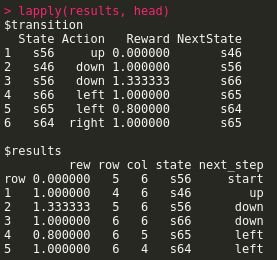 > lapply(results, head)
$transition
  State Action   Reward NextState
1   s56     up 0.000000       s46
2   s46   down 1.000000       s56
3   s56   down 1.333333       s66
4   s66   left 1.000000       s65
5   s65   left 0.800000       s64
6   s64  right 1.000000       s65

$results
         rew row col state next_step
row 0.000000   5   6   s56     start
1   1.000000   4   6   s46        up
2   1.333333   5   6   s56      down
3   1.000000   6   6   s66      down
4   0.800000   6   5   s65      left
5   1.000000   6   4   s64      left